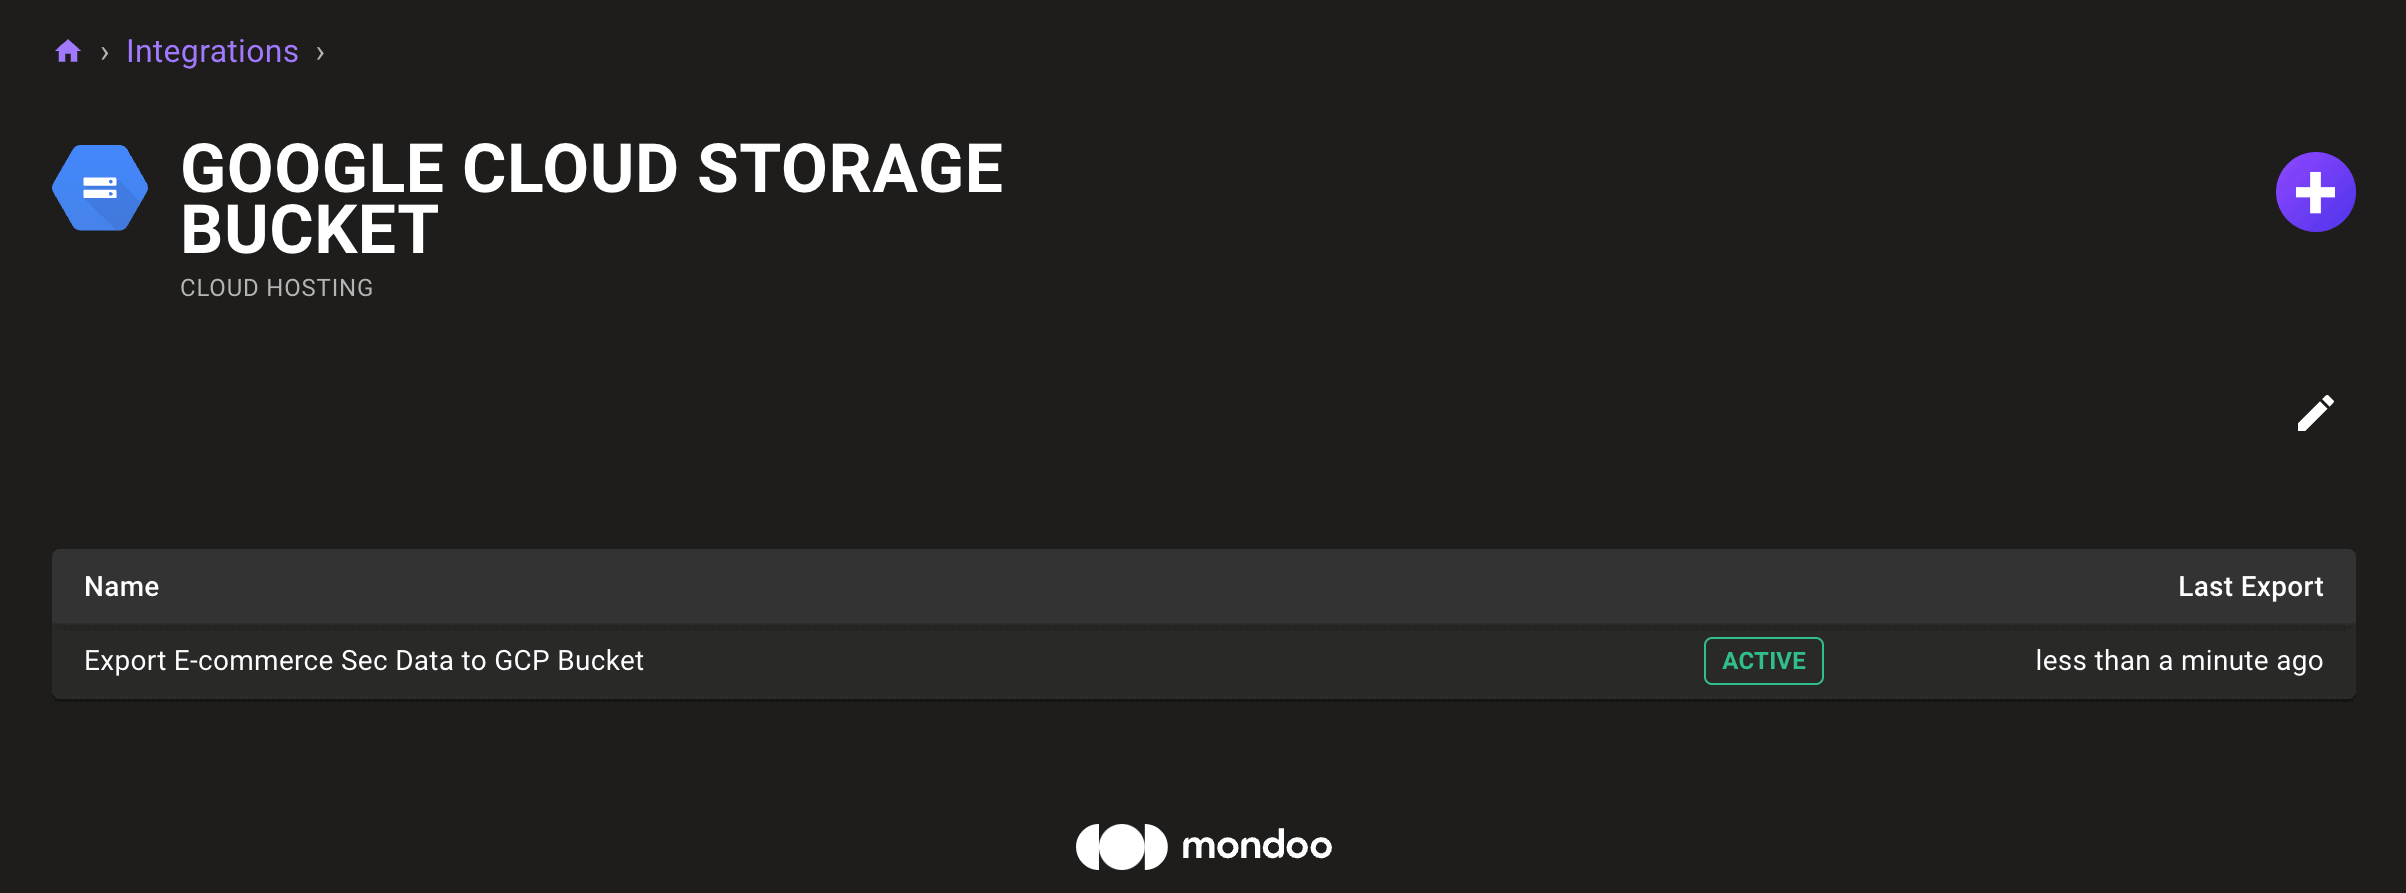 › Integrations ›
GOOGLE CLOUD STORAGE
BUCKET
CLOUD HOSTING
Name Last Export
Export E-commerce Sec Data to GCP Bucket ACTIVE less than a minute ago
mondoo